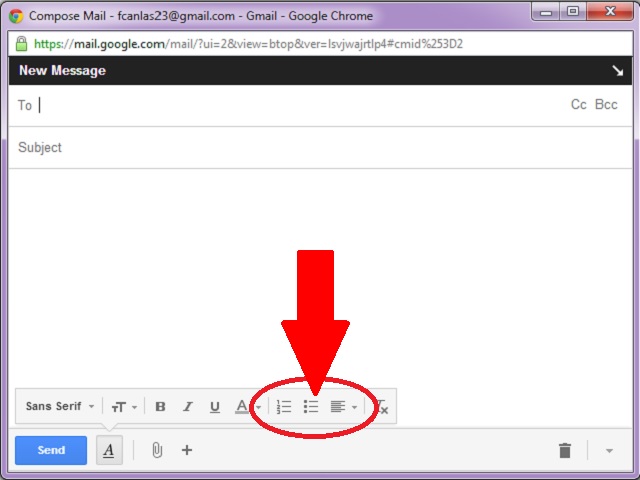 Compose Mail - fcanlas23@gmail.com - Gmail - Google Chrome
https://mail.google.com/mail/?ui=2&view=btop&ver=lsvjwajrtlp4#cmid%253D2
New Message
To Cc Bcc
Subject
Sans Serif TT B I U A
Send A